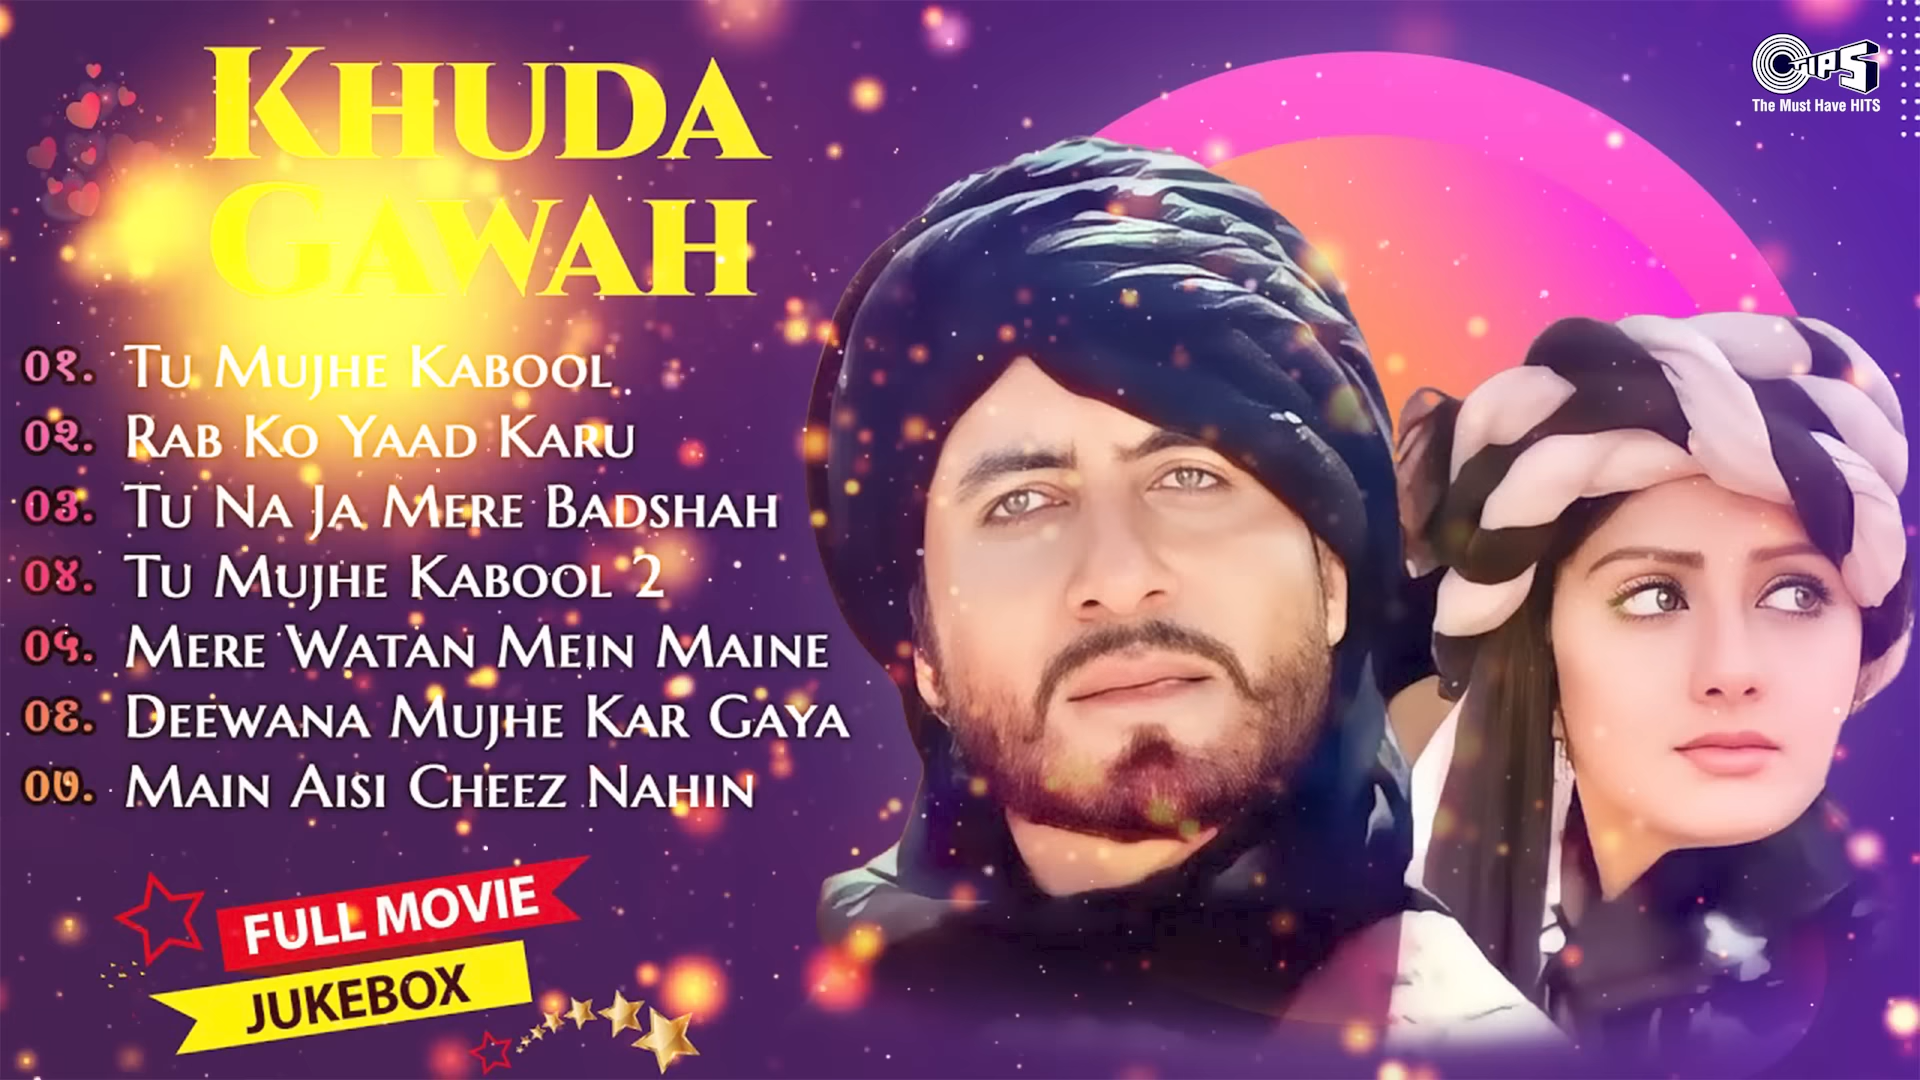 KHUDA
GAWAH
TIPS
The Must Have HITS
०१. TU MUJHE KABOOL
०२. RAB KO YAAD KARU
०३. TU NA JA MERE BADSHAH
०४. TU MUJHE KABOOL 2
०५. MERE WATAN MEIN MAINE
०६. DEEWANA MUJHE KAR GAYA
०७. MAIN AISI CHEEZ NAHIN
FULL MOVIE
JUKEBOX